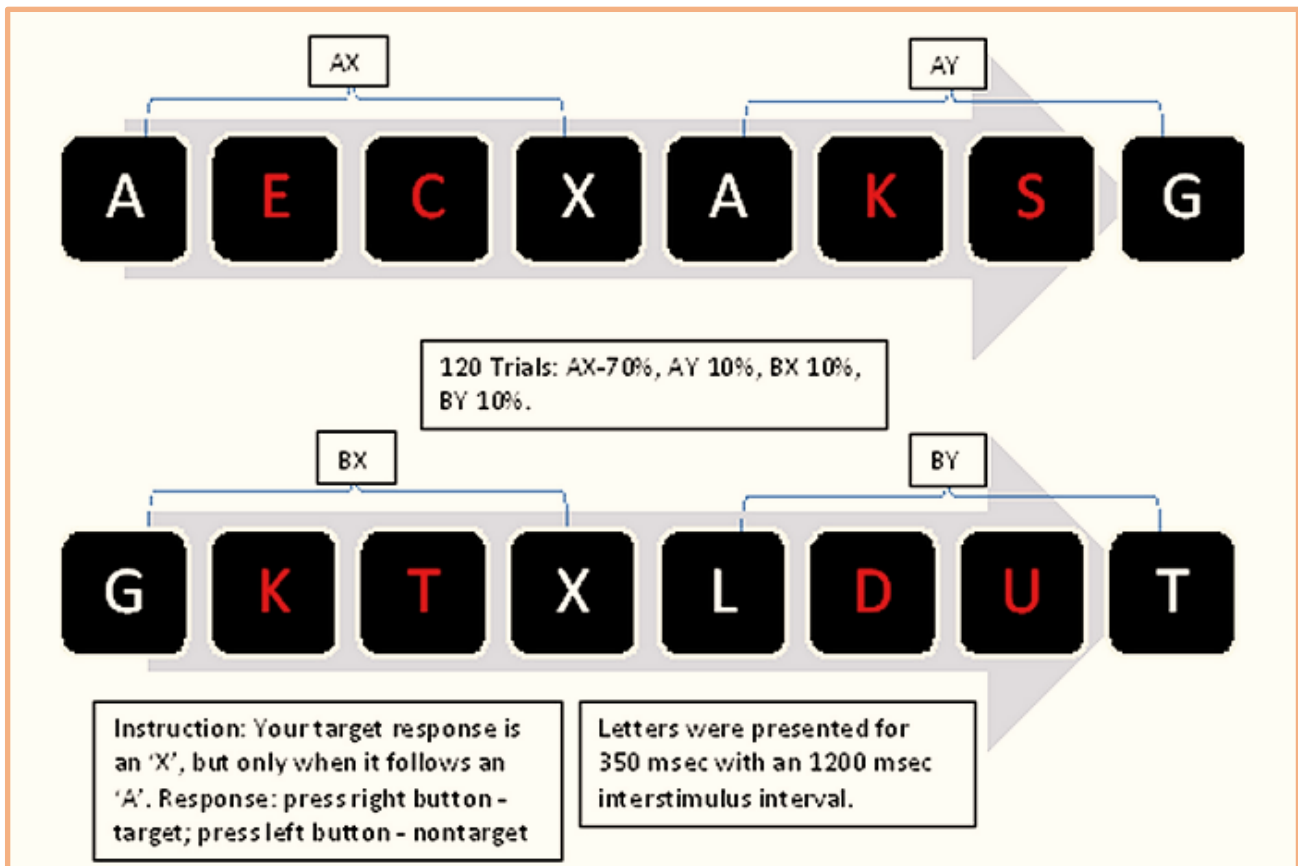 AX AY
A E C X A K S G
120 Trials: AX-70%, AY 10%, BX 10%,
BY 10%.
BX BY
G K T X L D U T
Instruction: Your target response is
an ‘X’, but only when it follows an
‘A’. Response: press right button -
target; press left button - nontarget
Letters were presented for
350 msec with an 1200 msec
interstimulus interval.